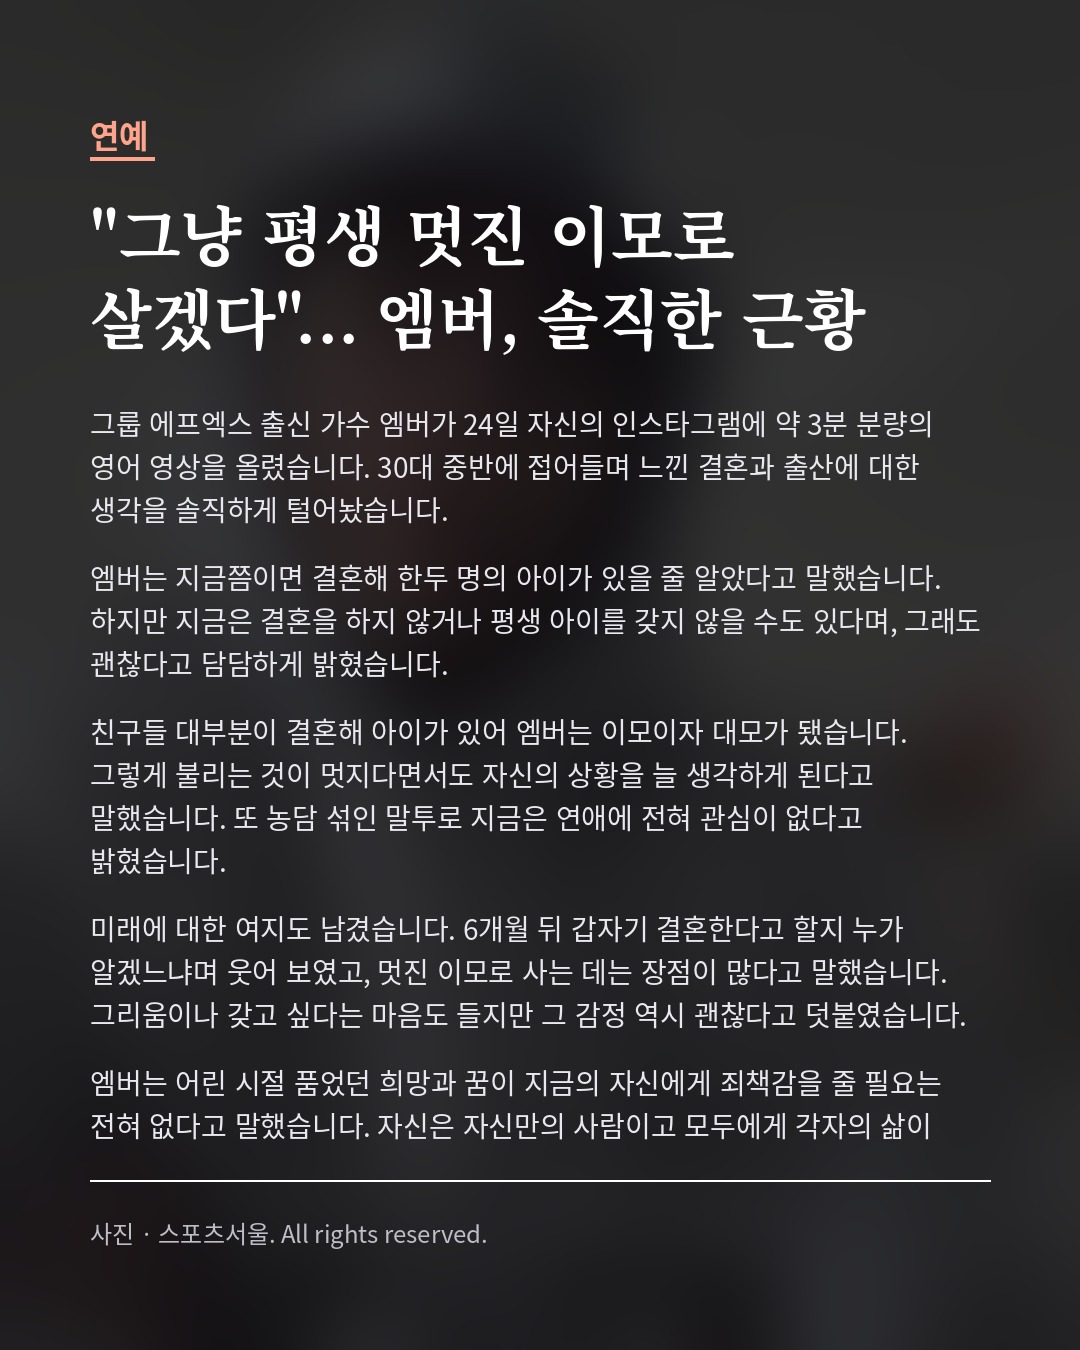 연예
"그냥 평생 멋진 이모로
살겠다"... 엠버, 솔직한 근황
그룹 에프엑스 출신 가수 엠버가 24일 자신의 인스타그램에 약 3분 분량의
영어 영상을 올렸습니다. 30대 중반에 접어들며 느낀 결혼과 출산에 대한
생각을 솔직하게 털어놨습니다.
엠버는 지금쯤이면 결혼해 한두 명의 아이가 있을 줄 알았다고 말했습니다.
하지만 지금은 결혼을 하지 않거나 평생 아이를 갖지 않을 수도 있다며, 그래도
괜찮다고 담담하게 밝혔습니다.
친구들 대부분이 결혼해 아이가 있어 엠버는 이모이자 대모가 됐습니다.
그렇게 불리는 것이 멋지다면서도 자신의 상황을 늘 생각하게 된다고
말했습니다. 또 농담 섞인 말투로 지금은 연애에 전혀 관심이 없다고
밝혔습니다.
미래에 대한 여지도 남겼습니다. 6개월 뒤 갑자기 결혼한다고 할지 누가
알겠느냐며 웃어 보였고, 멋진 이모로 사는 데는 장점이 많다고 말했습니다.
그리움이나 갖고 싶다는 마음도 들지만 그 감정 역시 괜찮다고 덧붙였습니다.
엠버는 어린 시절 품었던 희망과 꿈이 지금의 자신에게 죄책감을 줄 필요는
전혀 없다고 말했습니다. 자신은 자신만의 사람이고 모두에게 각자의 삶이
사진 · 스포츠서울. All rights reserved.